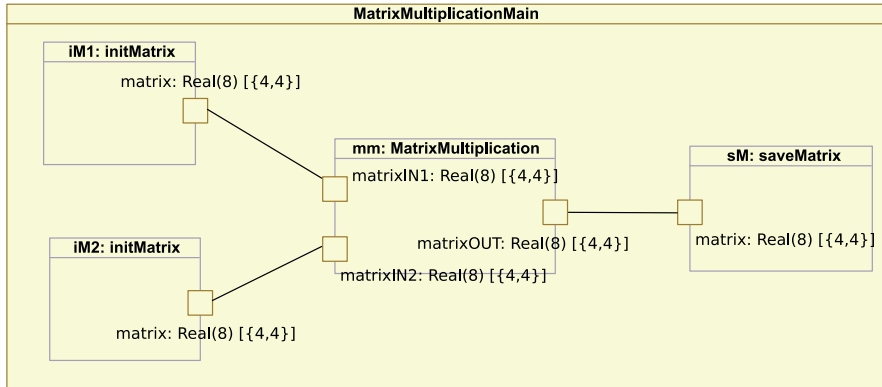 MatrixMultiplicationMain
iM1: initMatrix
matrix: Real(8) [{4,4}]
mm: MatrixMultiplication
matrixIN1: Real(8) [{4,4}]
matrixOUT: Real(8) [{4,4}]
matrixIN2: Real(8) [{4,4}]
sM: saveMatrix
matrix: Real(8) [{4,4}]
iM2: initMatrix
matrix: Real(8) [{4,4}]